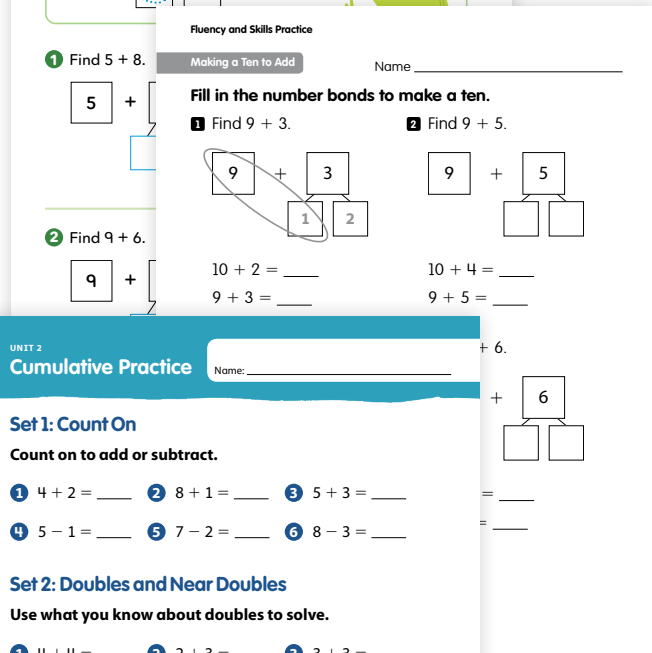 1 Find 5 + 8.
5 +
2 Find 9 + 6.
9 +
Fluency and Skills Practice
Making a Ten to Add
Name
Fill in the number bonds to make a ten.
1 Find 9 + 3.
9 + 3
1 2
10 + 2 =
9 + 3 =
2 Find 9 + 5.
9 + 5
10 + 4 =
9 + 5 =
+ 6.
+ 6
=
=
UNIT 2
Cumulative Practice
Name:
Set 1: Count On
Count on to add or subtract.
1 4 + 2 = 2 8 + 1 = 3 5 + 3 =
4 5 − 1 = 5 7 − 2 = 6 8 − 3 =
Set 2: Doubles and Near Doubles
Use what you know about doubles to solve.